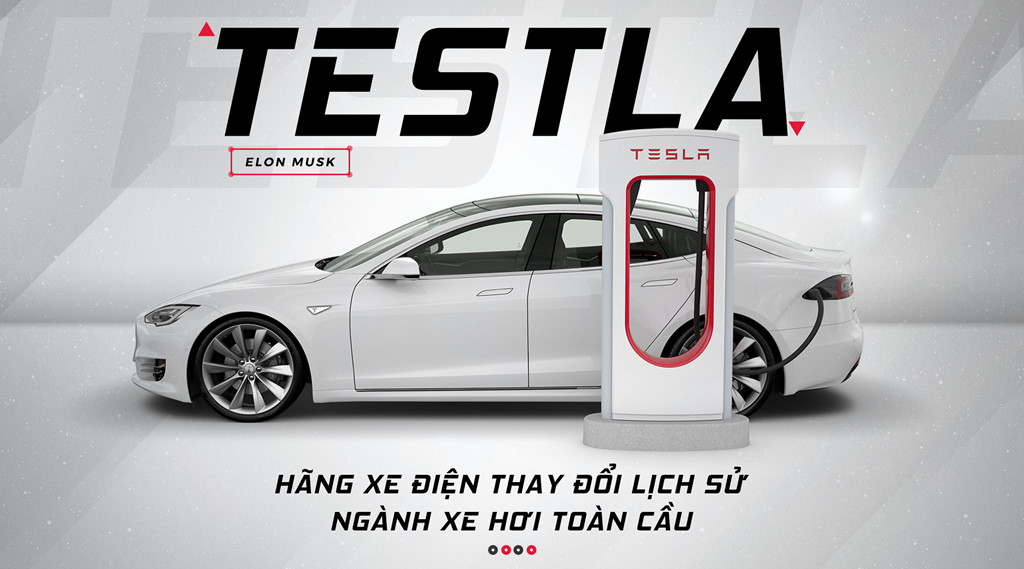 TESTLA
ELON MUSK
TESLA
HÃNG XE ĐIỆN THAY ĐỔI LỊCH SỬ
NGÀNH XE HƠI TOÀN CẦU